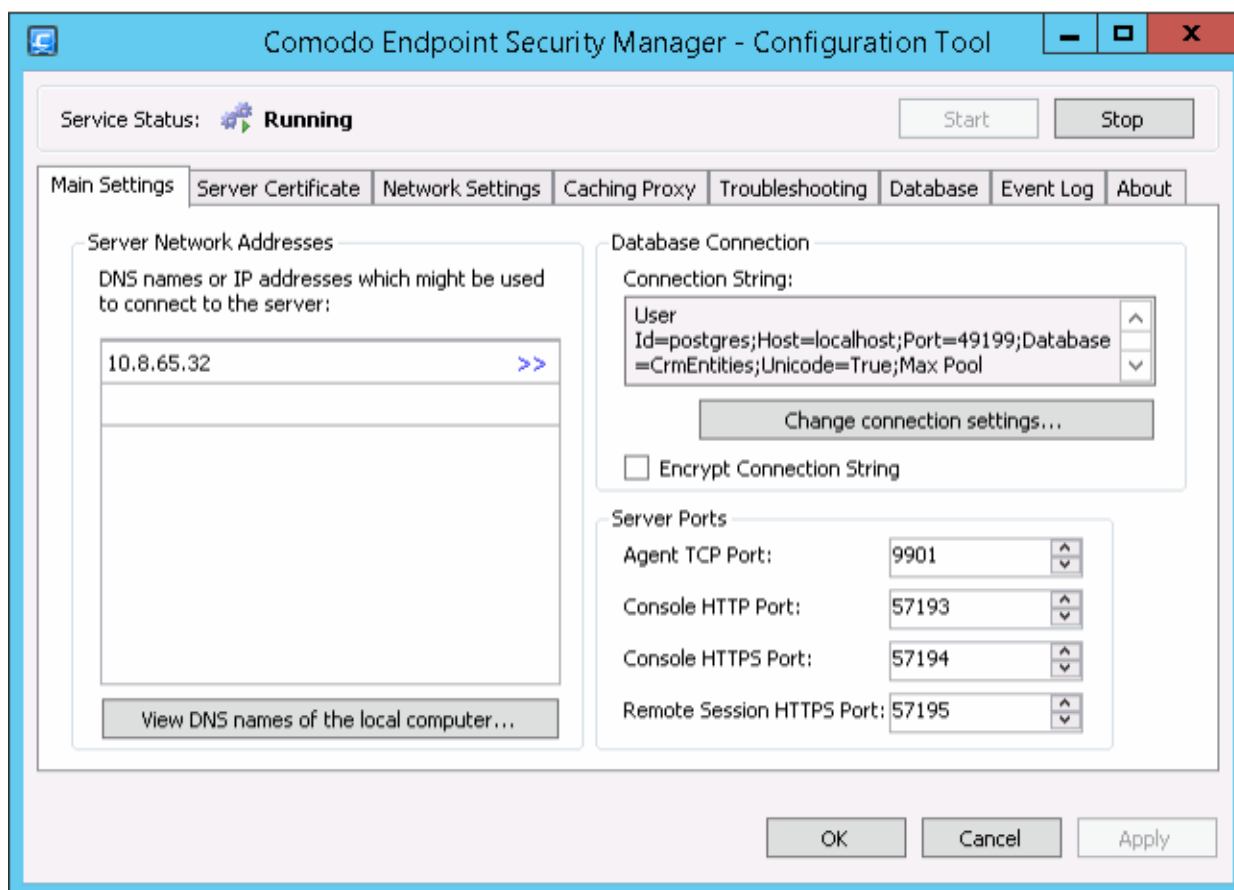 Comodo Endpoint Security Manager - Configuration Tool
Service Status: Running
Start
Stop
Main Settings
Server Certificate
Network Settings
Caching Proxy
Troubleshooting
Database
Event Log
About
Server Network Addresses
DNS names or IP addresses which might be used
to connect to the server:
10.8.65.32 >>
View DNS names of the local computer...
Database Connection
Connection String:
User
Id=postgres;Host=localhost;Port=49199;Database
=CrmEntities;Unicode=True;Max Pool
Change connection settings...
Encrypt Connection String
Server Ports
Agent TCP Port: 9901
Console HTTP Port: 57193
Console HTTPS Port: 57194
Remote Session HTTPS Port: 57195
OK
Cancel
Apply